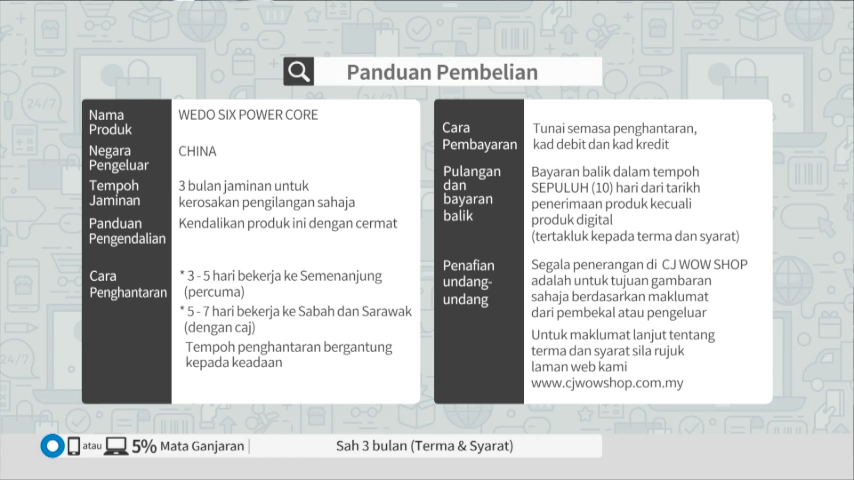 Panduan Pembelian
Nama
Produk
WEDO SIX POWER CORE
Negara
Pengeluar
CHINA
Tempoh
Jaminan
3 bulan jaminan untuk
kerosakan pengilangan sahaja
Panduan
Pengendalian
Kendalikan produk ini dengan cermat
Cara
Penghantaran
* 3 - 5 hari bekerja ke Semenanjung
(percuma)
* 5 - 7 hari bekerja ke Sabah dan Sarawak
(dengan caj)
Tempoh penghantaran bergantung
kepada keadaan
Cara
Pembayaran
Tunai semasa penghantaran,
kad debit dan kad kredit
Pulangan
dan
bayaran
balik
Bayaran balik dalam tempoh
SEPULUH (10) hari dari tarikh
penerimaan produk kecuali
produk digital
(tertakluk kepada terma dan syarat)
Penafian
undang-
undang
Segala penerangan di CJ WOW SHOP
adalah untuk tujuan gambaran
sahaja berdasarkan maklumat
dari pembekal atau pengeluar
Untuk maklumat lanjut tentang
terma dan syarat sila rujuk
laman web kami
www.cjwowshop.com.my
atau 5% Mata Ganjaran | Sah 3 bulan (Terma & Syarat)
24/7
24/7